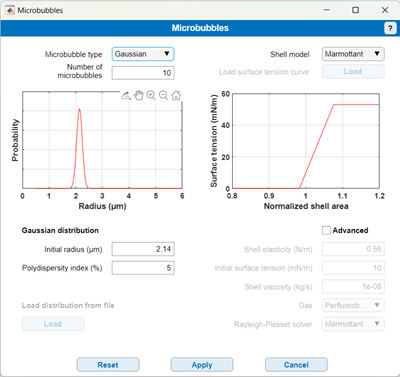 Microbubbles
Microbubbles
?
Microbubble type
Gaussian
Number of
microbubbles
10
Shell model
Marmottant
Load surface tension curve
Load
Probability
0 1 2 3 4 5 6
Radius (µm)
Surface tension (mN/m)
60
40
20
0
0.8 0.9 1 1.1 1.2
Normalized shell area
Gaussian distribution
Initial radius (µm)
2.14
Polydispersity index (%)
5
Load distribution from file
Load
Advanced
Shell elasticity (N/m)
0.56
Initial surface tension (mN/m)
10
Shell viscosity (kg/s)
1e-08
Gas
Perfluorob...
Rayleigh-Plesset solver
Marmottant
Reset
Apply
Cancel